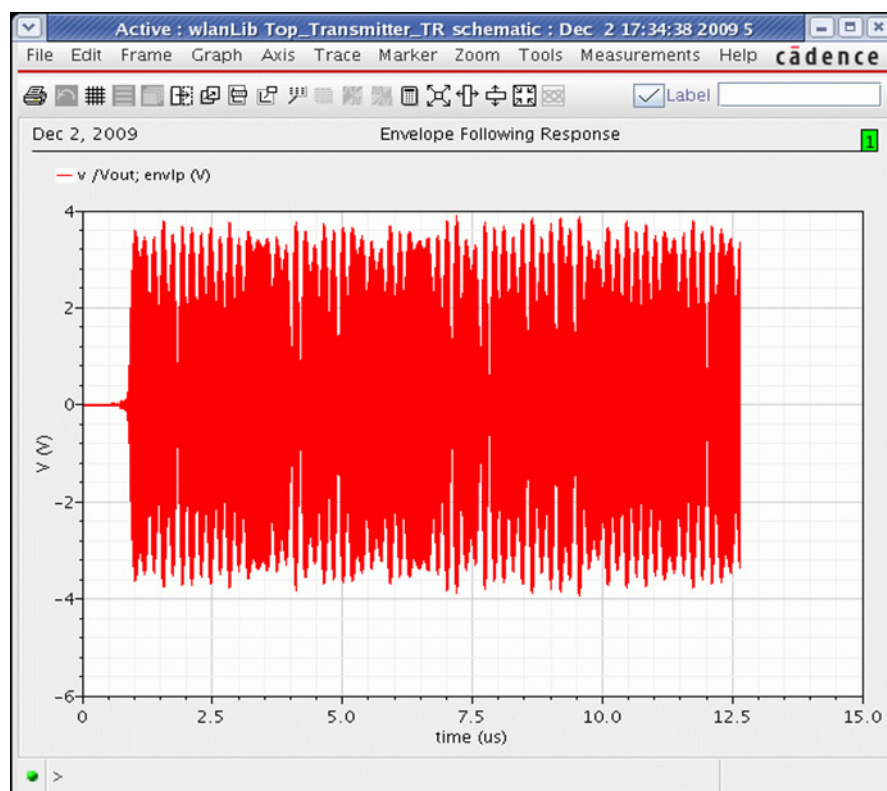 Active : wlanLib Top_Transmitter_TR schematic : Dec 2 17:34:38 2009 5
File Edit Frame Graph Axis Trace Marker Zoom Tools Measurements Help cādence
Label
Dec 2, 2009 Envelope Following Response 1
v /Vout; envlp (V)
4
2
0
-2
-4
-6
V (V)
0 2.5 5.0 7.5 10.0 12.5 15.0
time (us)
>